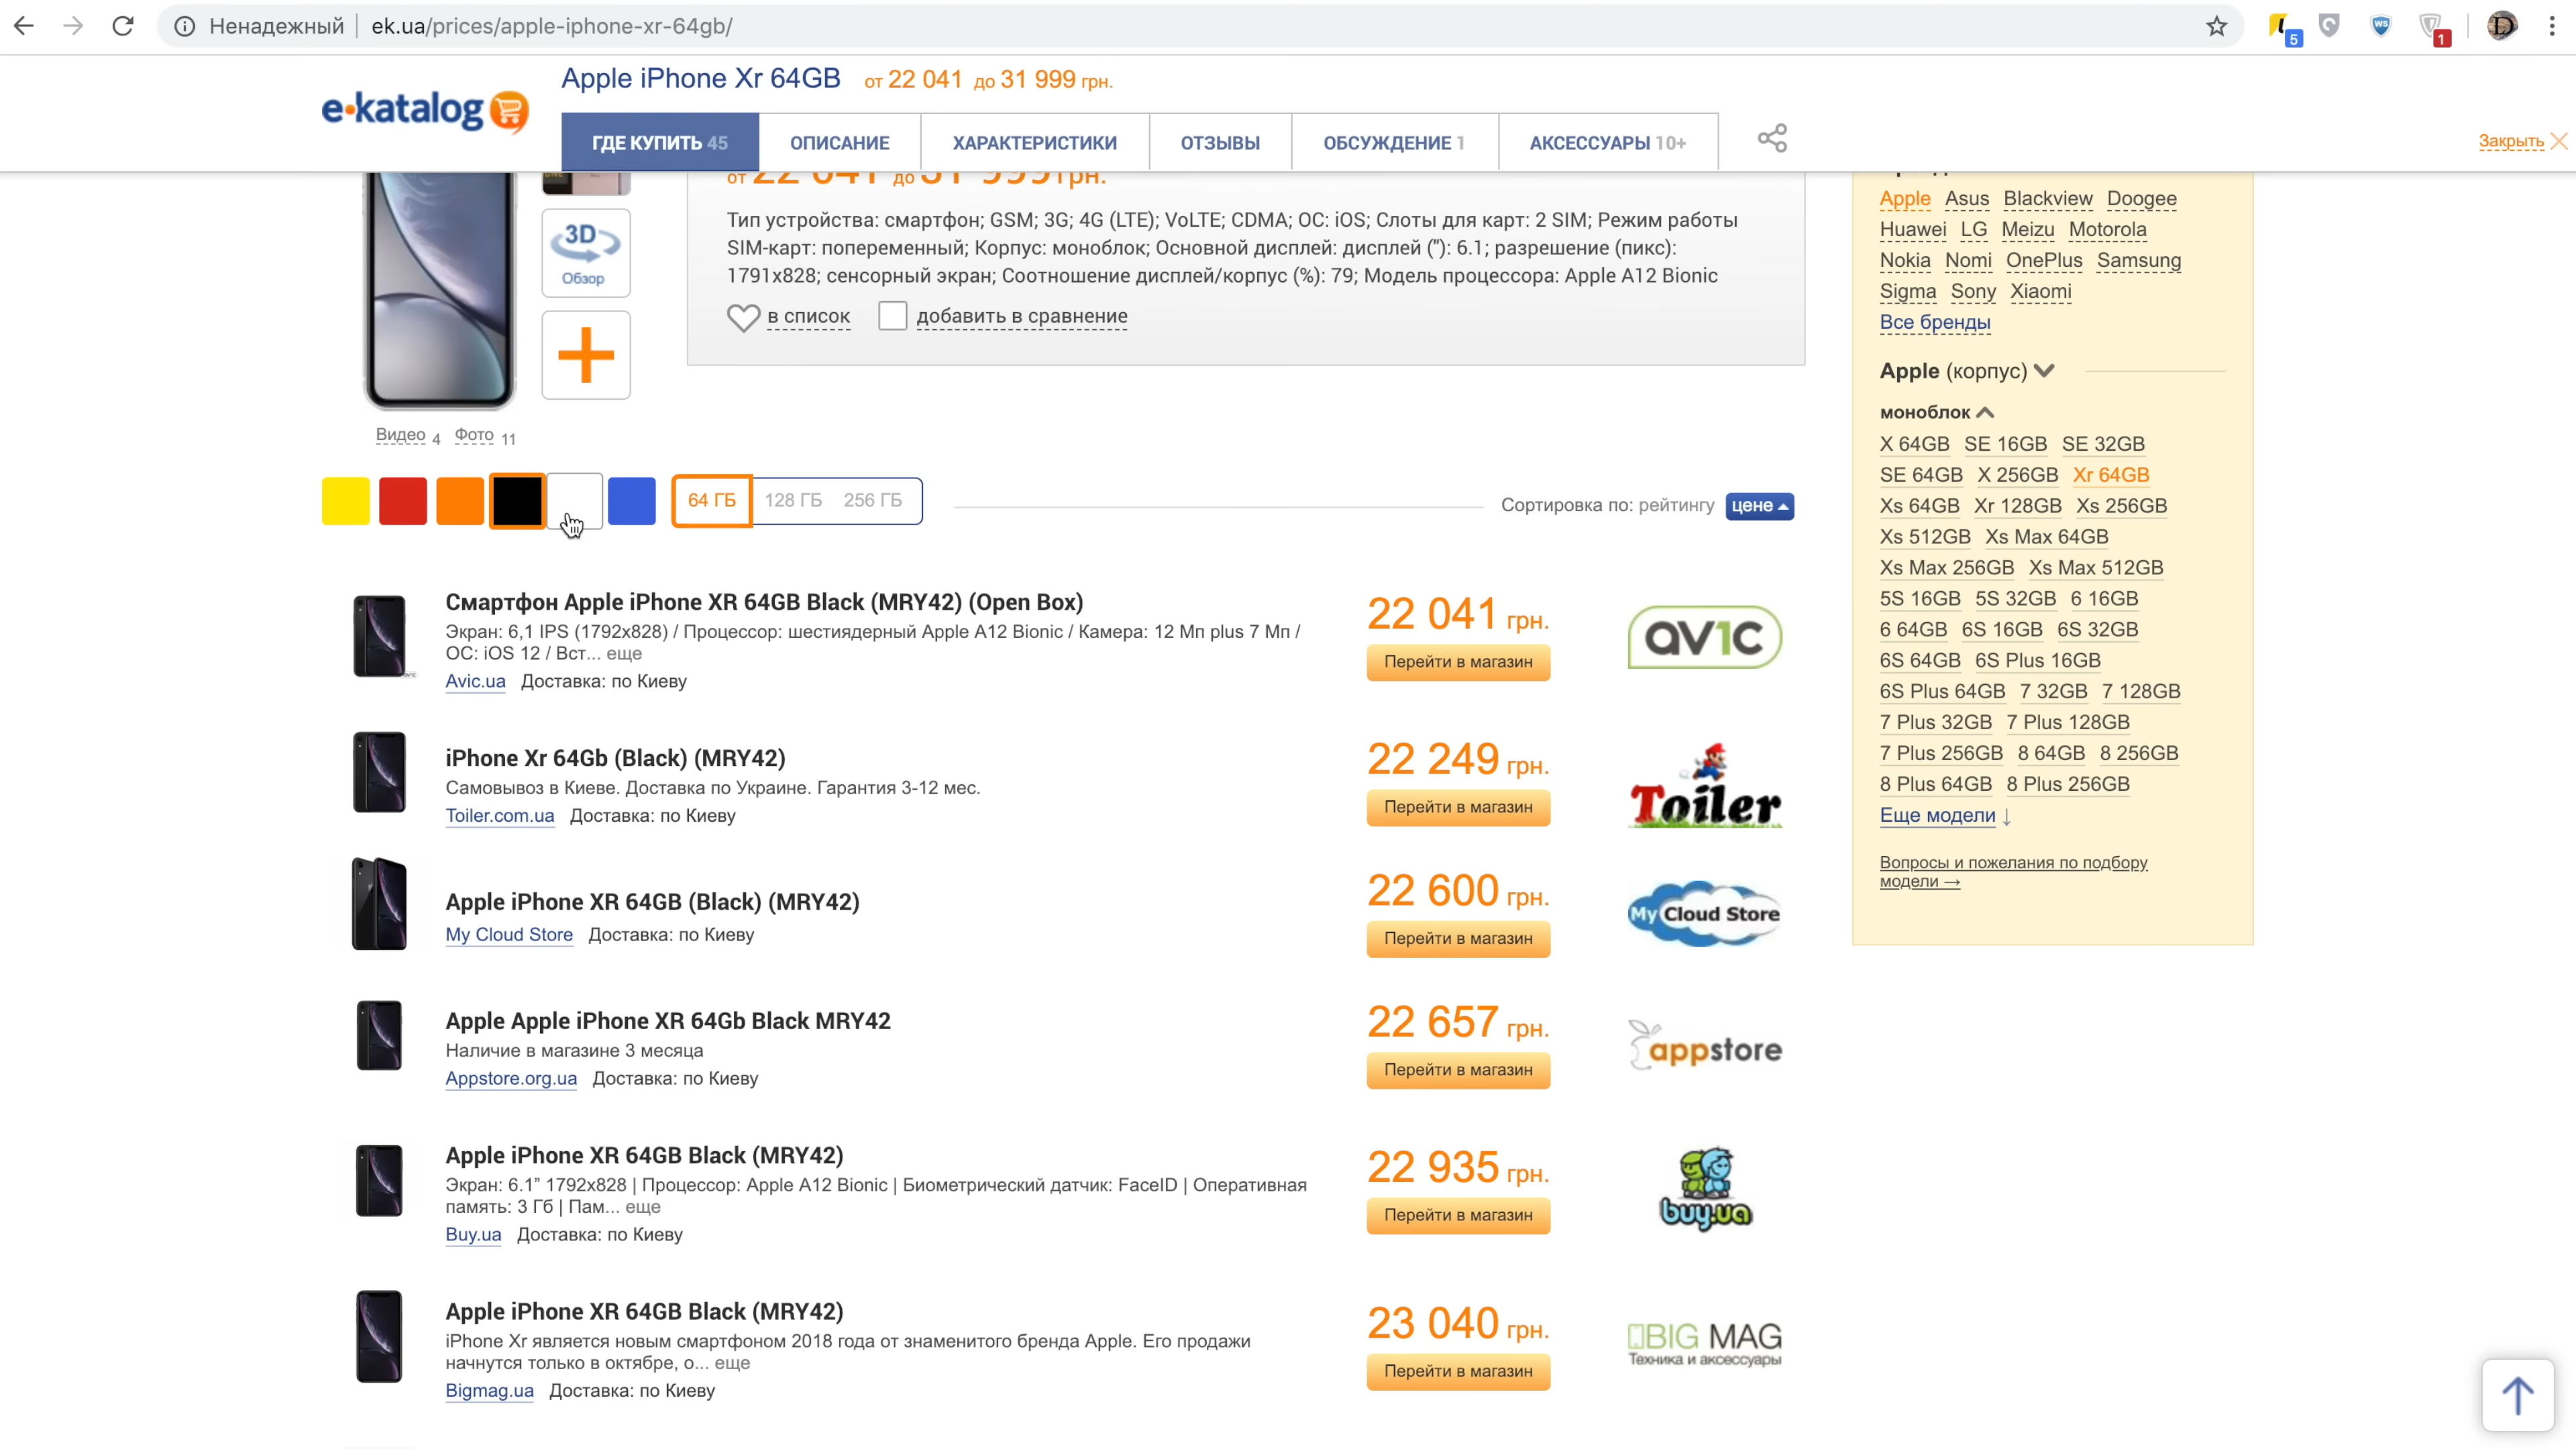 Ненадежный ek.ua/prices/apple-iphone-xr-64gb/
5
WS
1
D
e-katalog
Apple iPhone Xr 64GB от 22 041 до 31 999 грн.
ГДЕ КУПИТЬ 45
ОПИСАНИЕ
ХАРАКТЕРИСТИКИ
ОТЗЫВЫ
ОБСУЖДЕНИЕ 1
АКСЕССУАРЫ 10+
Закрыть
от 22 041 до 31 999 грн.
Тип устройства: смартфон; GSM; 3G; 4G (LTE); VoLTE; CDMA; ОС: iOS; Слоты для карт: 2 SIM; Режим работы
SIM-карт: попеременный; Корпус: моноблок; Основной дисплей: дисплей ("): 6.1; разрешение (пикс):
1791x828; сенсорный экран; Соотношение дисплей/корпус (%): 79; Модель процессора: Apple A12 Bionic
3D
Обзор
в список
добавить в сравнение
Видео 4 Фото 11
64 ГБ 128 ГБ 256 ГБ
Сортировка по: рейтингу цене
Смартфон Apple iPhone XR 64GB Black (MRY42) (Open Box)
Экран: 6,1 IPS (1792x828) / Процессор: шестиядерный Apple A12 Bionic / Камера: 12 Мп plus 7 Мп /
ОС: iOS 12 / Вст... еще
Avic.ua Доставка: по Киеву
22 041 грн.
Перейти в магазин
AV1C
iPhone Xr 64Gb (Black) (MRY42)
Самовывоз в Киеве. Доставка по Украине. Гарантия 3-12 мес.
Toiler.com.ua Доставка: по Киеву
22 249 грн.
Перейти в магазин
Toiler
Apple iPhone XR 64GB (Black) (MRY42)
My Cloud Store Доставка: по Киеву
22 600 грн.
Перейти в магазин
My Cloud Store
Apple Apple iPhone XR 64Gb Black MRY42
Наличие в магазине 3 месяца
Appstore.org.ua Доставка: по Киеву
22 657 грн.
Перейти в магазин
appstore
Apple iPhone XR 64GB Black (MRY42)
Экран: 6.1” 1792x828 | Процессор: Apple A12 Bionic | Биометрический датчик: FaceID | Оперативная
память: 3 Гб | Пам... еще
Buy.ua Доставка: по Киеву
22 935 грн.
Перейти в магазин
buy.ua
Apple iPhone XR 64GB Black (MRY42)
iPhone Xr является новым смартфоном 2018 года от знаменитого бренда Apple. Его продажи
начнутся только в октябре, о... еще
Bigmag.ua Доставка: по Киеву
23 040 грн.
Перейти в магазин
BIG MAG
Техника и аксессуары
Apple Asus Blackview Doogee
Huawei LG Meizu Motorola
Nokia Nomi OnePlus Samsung
Sigma Sony Xiaomi
Все бренды
Apple (корпус)
моноблок
X 64GB SE 16GB SE 32GB
SE 64GB X 256GB Xr 64GB
Xs 64GB Xr 128GB Xs 256GB
Xs 512GB Xs Max 64GB
Xs Max 256GB Xs Max 512GB
5S 16GB 5S 32GB 6 16GB
6 64GB 6S 16GB 6S 32GB
6S 64GB 6S Plus 16GB
6S Plus 64GB 7 32GB 7 128GB
7 Plus 32GB 7 Plus 128GB
7 Plus 256GB 8 64GB 8 256GB
8 Plus 64GB 8 Plus 256GB
Еще модели ↓
Вопросы и пожелания по подбору
модели →